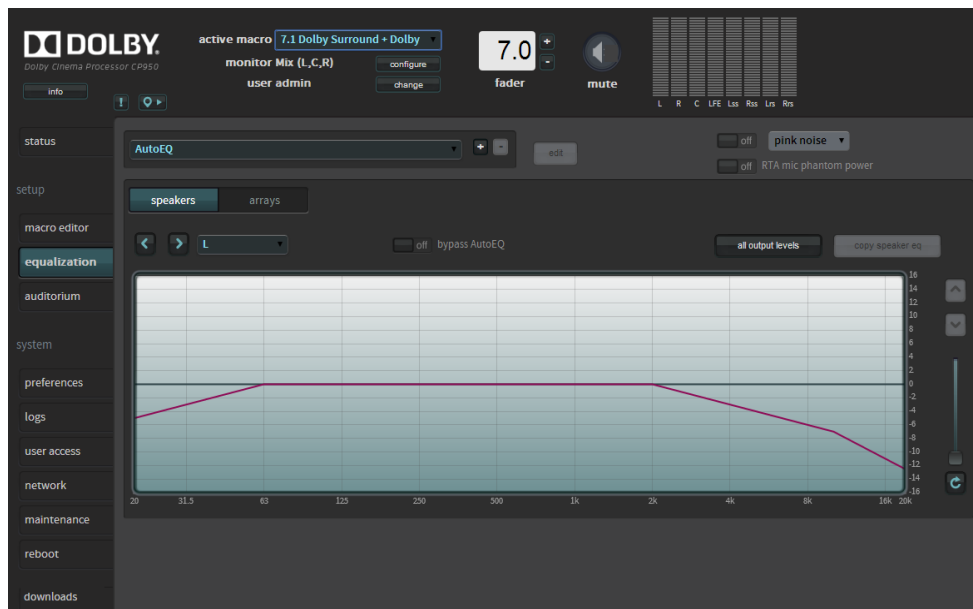 DOLBY.
Dolby Cinema Processor CP950
info
active macro 7.1 Dolby Surround + Dolby
monitor Mix (L,C,R) configure
user admin change
7.0 + -
fader
mute
L R C LFE Lss Rss Lrs Rrs
!
status
setup
macro editor
equalization
auditorium
system
preferences
logs
user access
network
maintenance
reboot
downloads
AutoEQ + -
edit
off pink noise
off RTA mic phantom power
speakers arrays
L
off bypass AutoEQ
all output levels
copy speaker eq
16
14
12
10
8
6
4
2
0
-2
-4
-6
-8
-10
-12
-14
-16
20 31.5 63 125 250 500 1k 2k 4k 8k 16k 20k